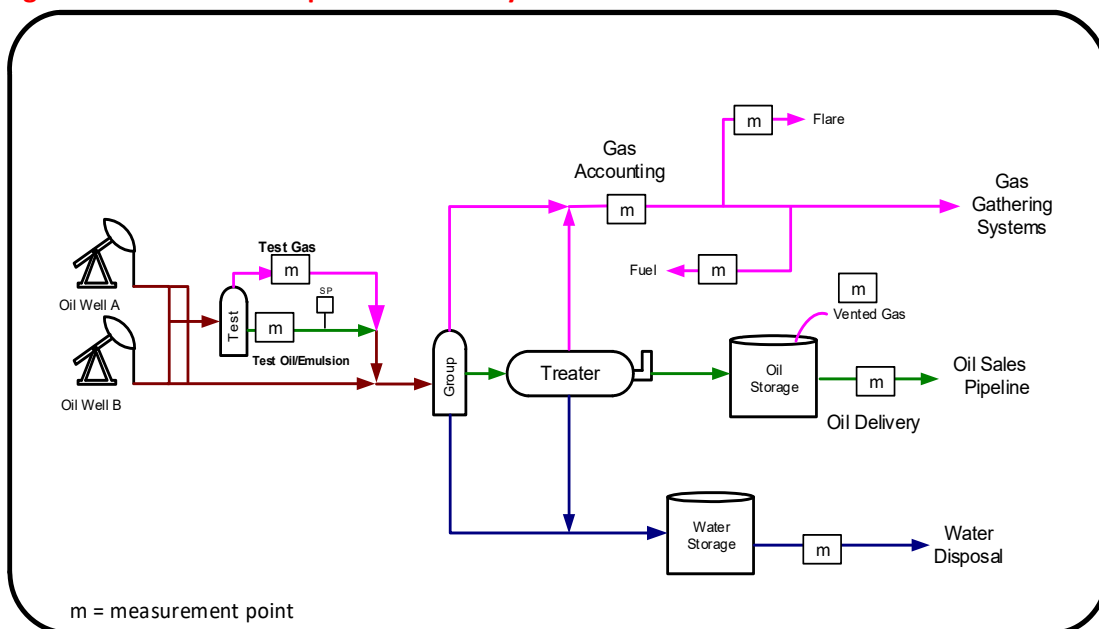 m
Flare
Gas
Accounting
m
Gas
Gathering
Systems
Test Gas
m
Fuel
m
SP
m
Vented Gas
Oil Well A
Test
m
Test Oil/Emulsion
Group
Treater
Oil
Storage
m
Oil Sales
Pipeline
Oil Delivery
Oil Well B
Water
Storage
m
Water
Disposal
m = measurement point